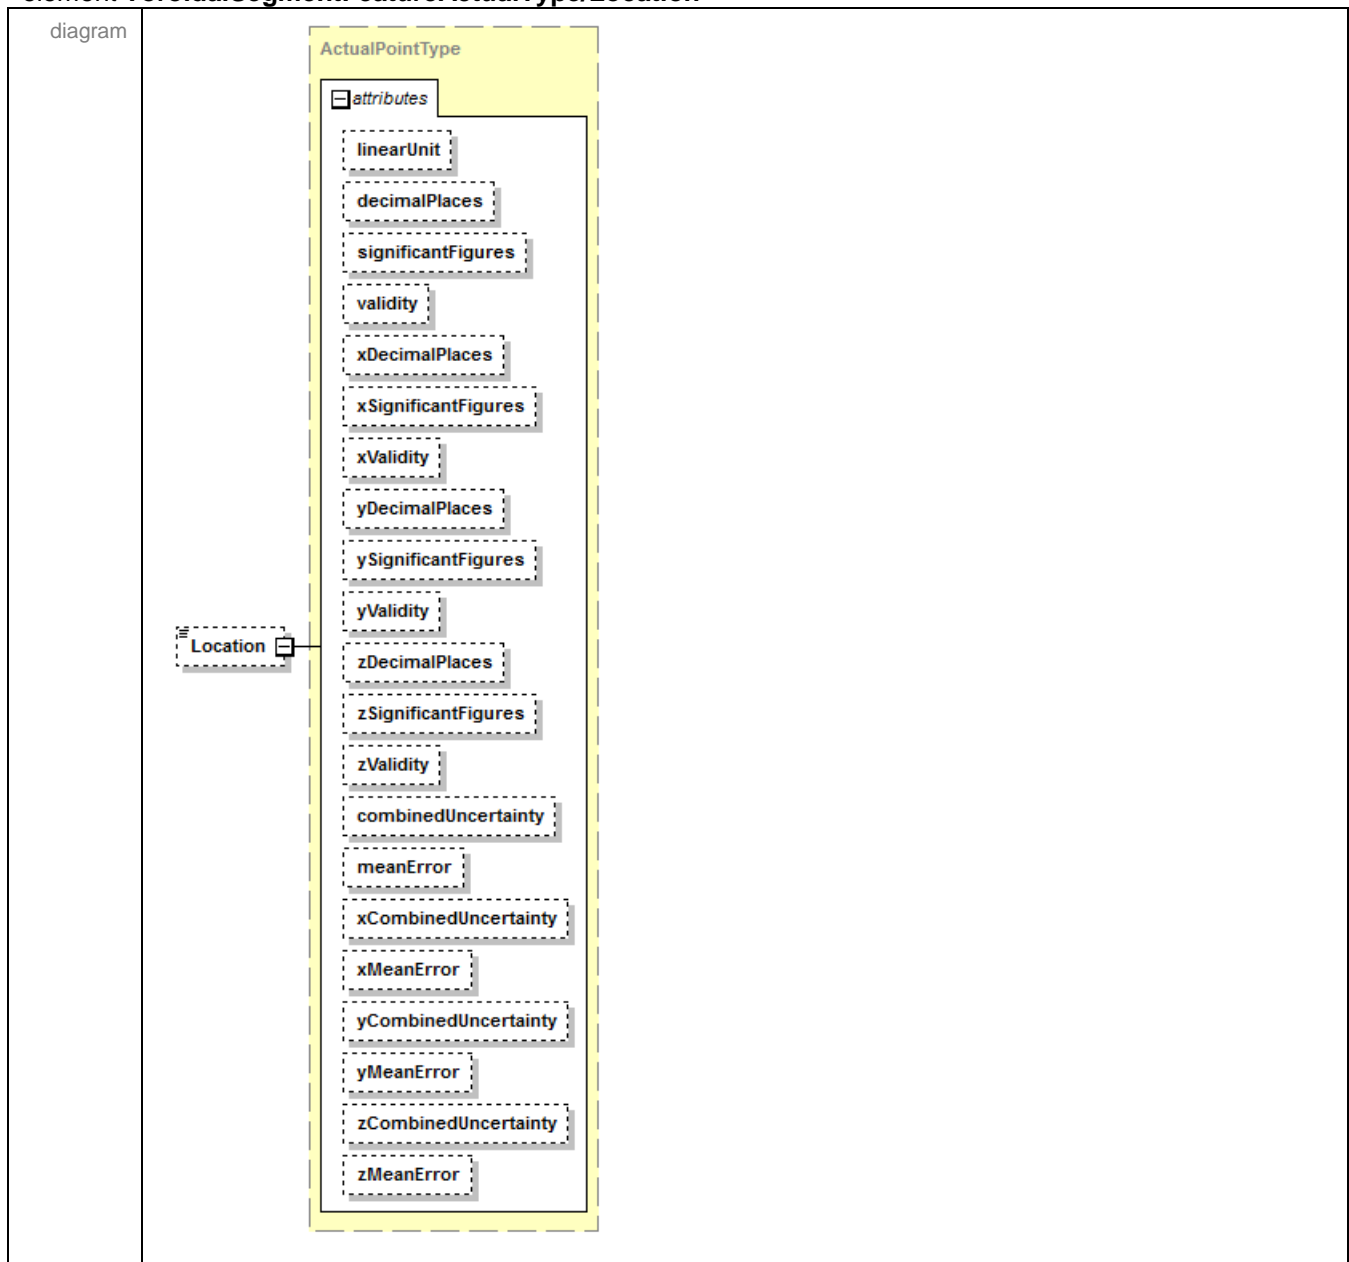 diagram
ActualPointType
attributes
linearUnit
decimalPlaces
significantFigures
validity
xDecimalPlaces
xSignificantFigures
xValidity
yDecimalPlaces
ySignificantFigures
yValidity
Location
zDecimalPlaces
zSignificantFigures
zValidity
combinedUncertainty
meanError
xCombinedUncertainty
xMeanError
yCombinedUncertainty
yMeanError
zCombinedUncertainty
zMeanError